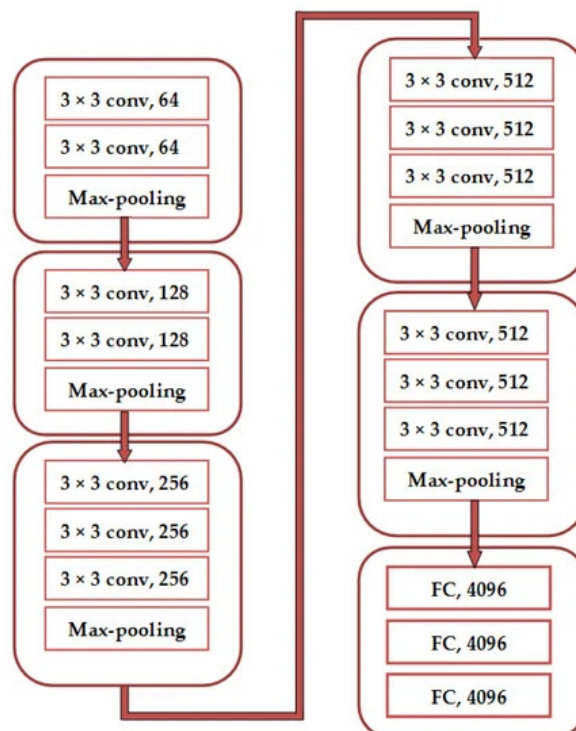 3 × 3 conv, 64
3 × 3 conv, 64
Max-pooling
3 × 3 conv, 128
3 × 3 conv, 128
Max-pooling
3 × 3 conv, 256
3 × 3 conv, 256
3 × 3 conv, 256
Max-pooling
3 × 3 conv, 512
3 × 3 conv, 512
3 × 3 conv, 512
Max-pooling
3 × 3 conv, 512
3 × 3 conv, 512
3 × 3 conv, 512
Max-pooling
FC, 4096
FC, 4096
FC, 4096